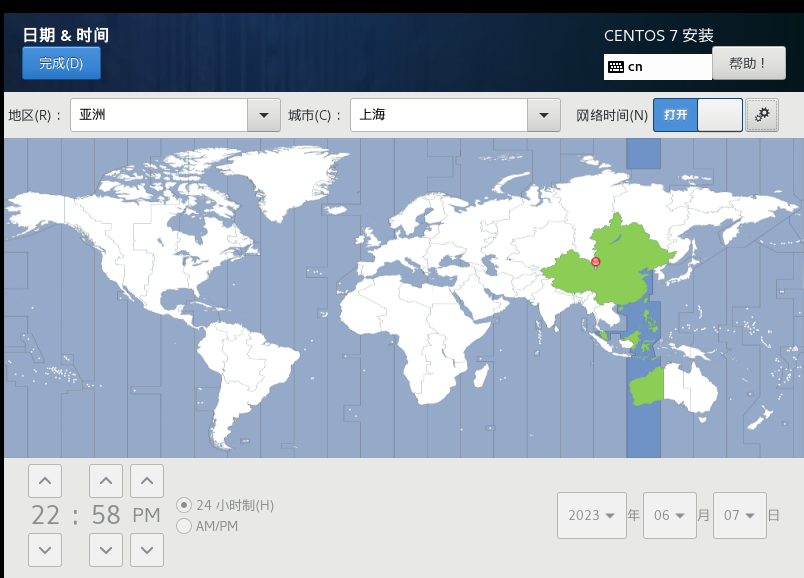 日期 & 时间
CENTOS 7 安装
完成(D)
cn
帮助！
地区(R)： 亚洲 城市(C)： 上海 网络时间(N) 打开
22 : 58 PM
24 小时制(H)
AM/PM
2023 年 06 月 07 日